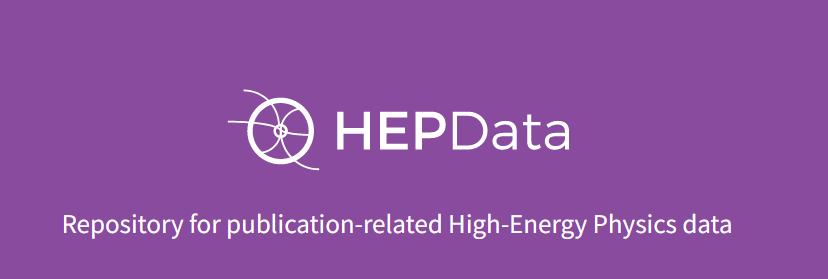 HEPData
Repository for publication-related High-Energy Physics data